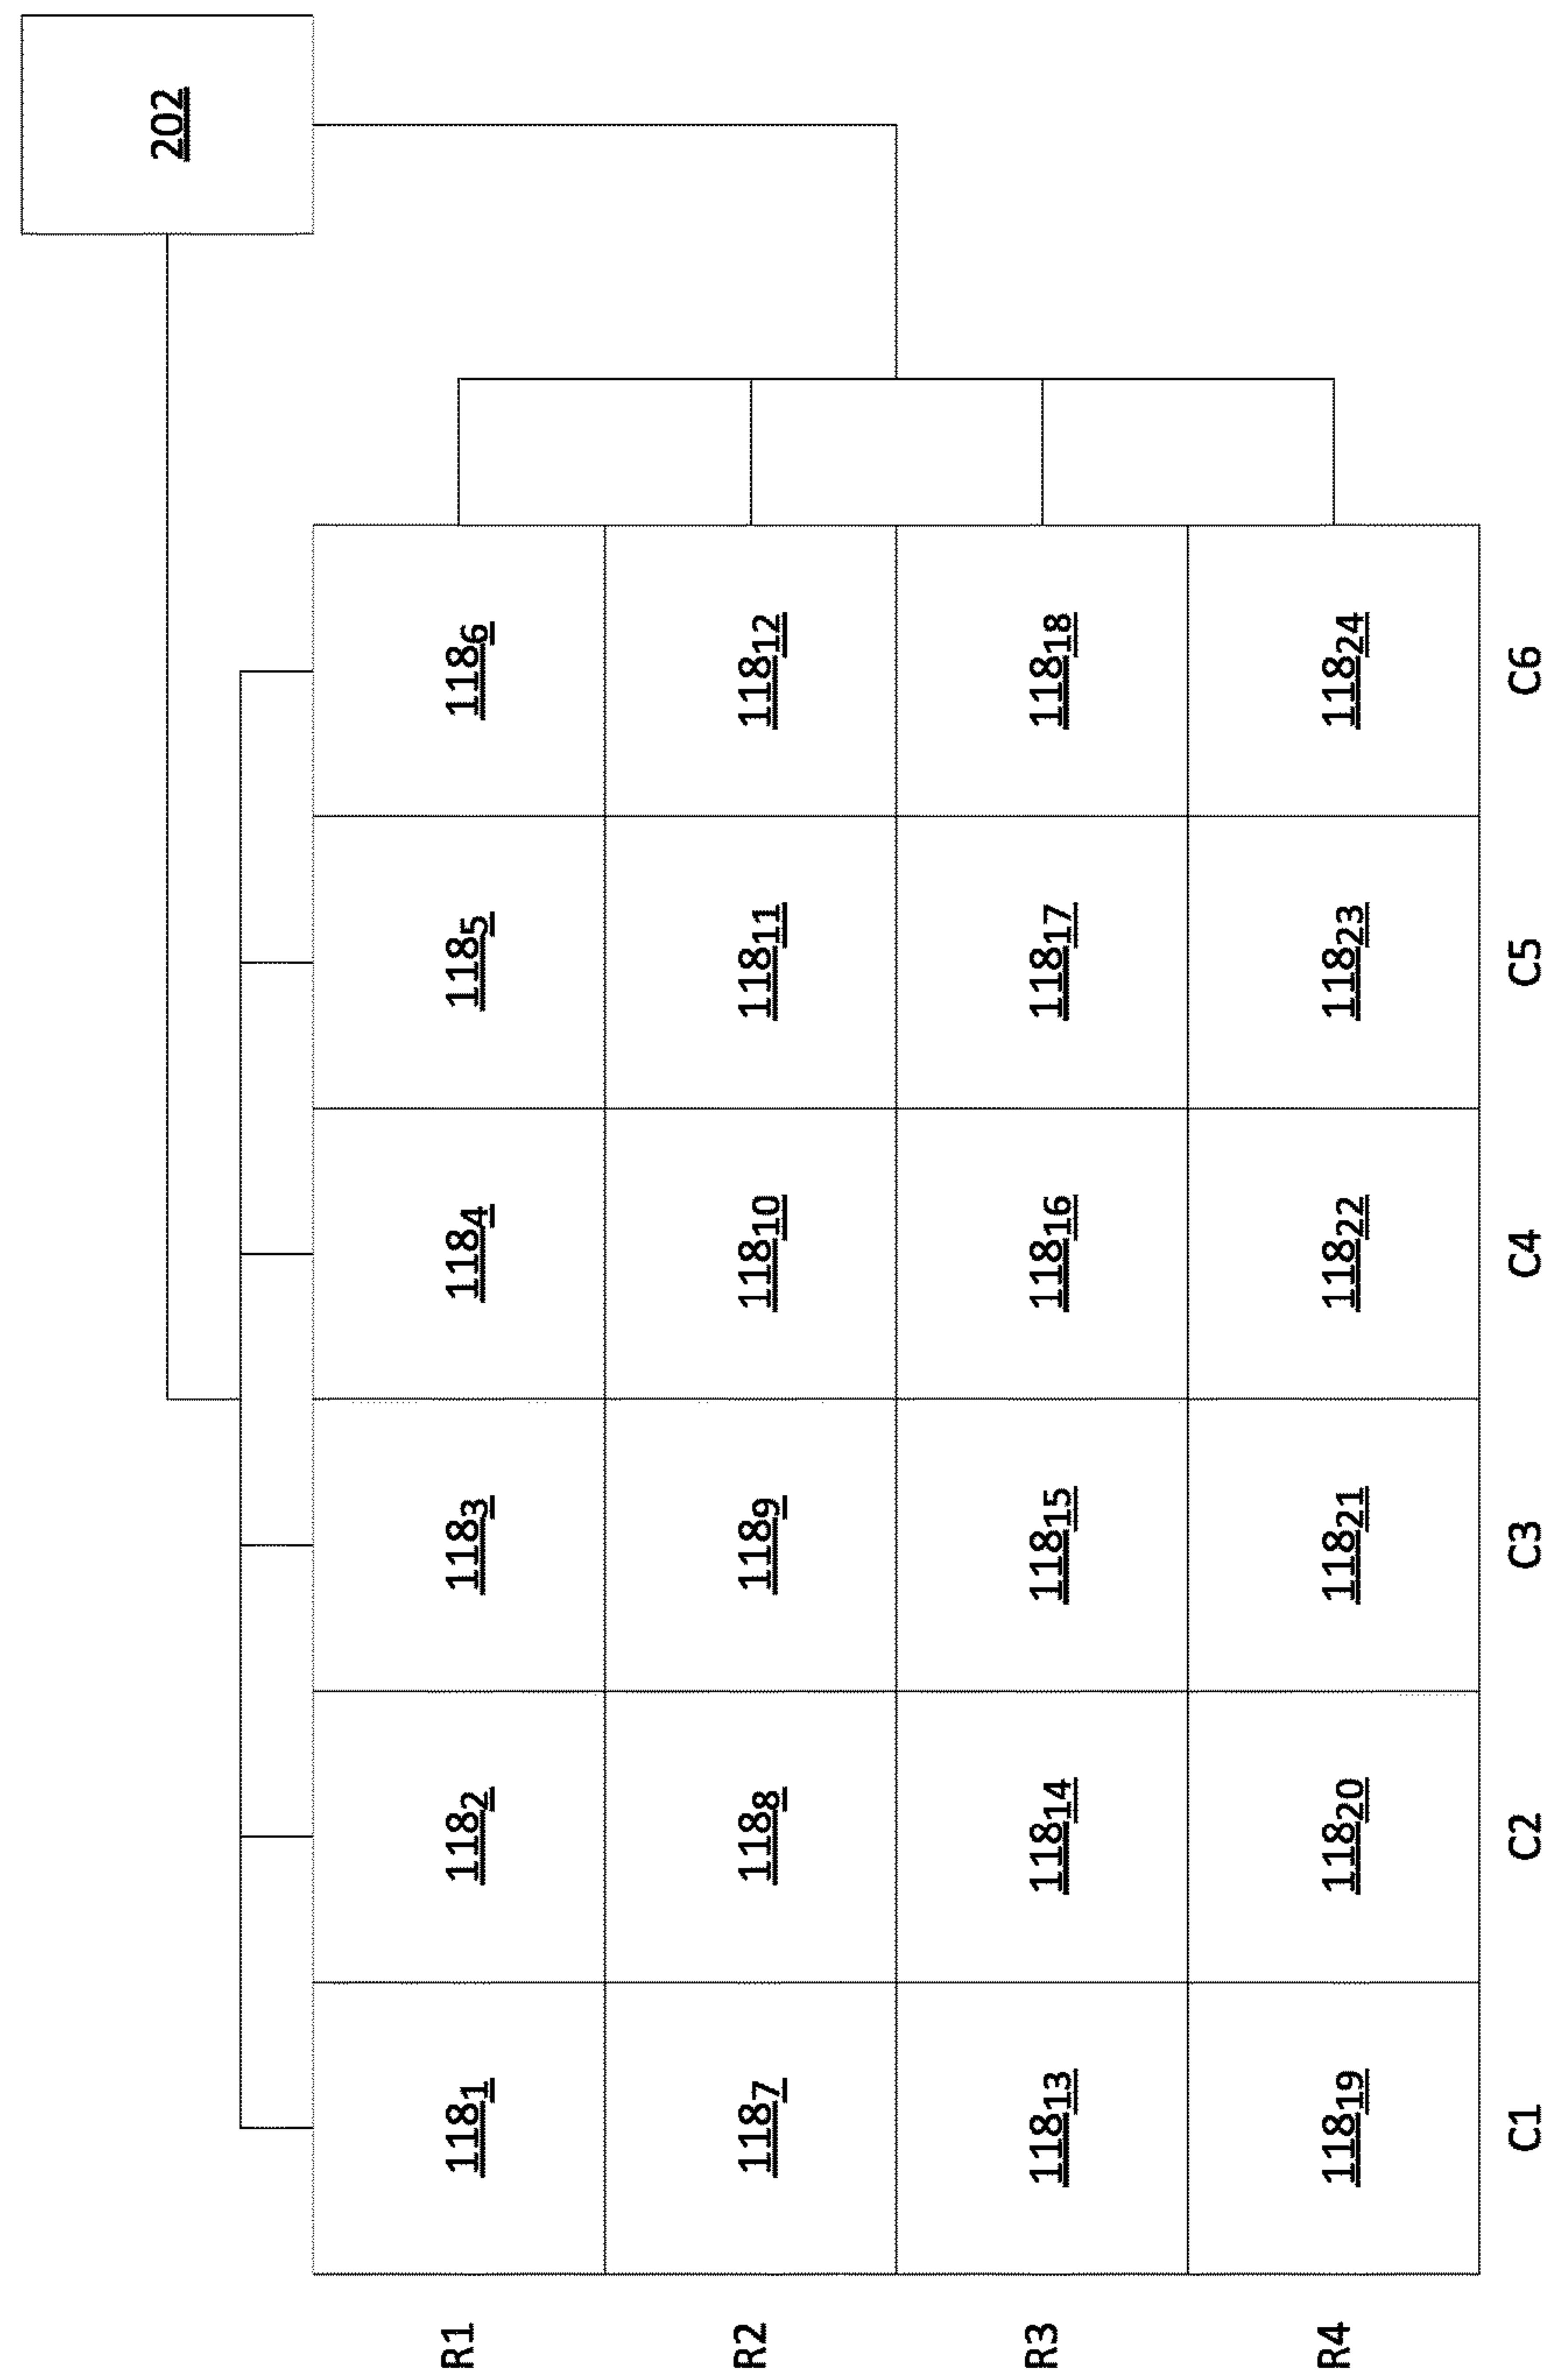 202
R1 118₁ 118₂ 118₃ 118₄ 118₅ 118₆
R2 118₇ 118₈ 118₉ 118₁₀ 118₁₁ 118₁₂
R3 118₁₃ 118₁₄ 118₁₅ 118₁₆ 118₁₇ 118₁₈
R4 118₁₉ 118₂₀ 118₂₁ 118₂₂ 118₂₃ 118₂₄
C1 C2 C3 C4 C5 C6